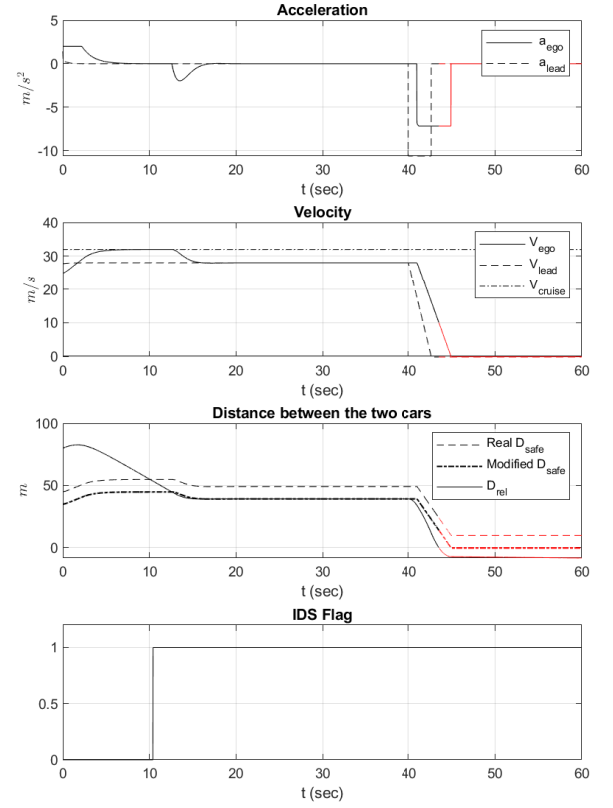 Acceleration
5
0
-5
-10
m/s²
a_ego
a_lead
0 10 20 30 40 50 60
t (sec)
Velocity
40
30
20
10
0
m/s
V_ego
V_lead
V_cruise
0 10 20 30 40 50 60
t (sec)
Distance between the two cars
100
50
0
m
Real D_safe
Modified D_safe
D_rel
0 10 20 30 40 50 60
t (sec)
IDS Flag
1
0.5
0
0 10 20 30 40 50 60
t (sec)